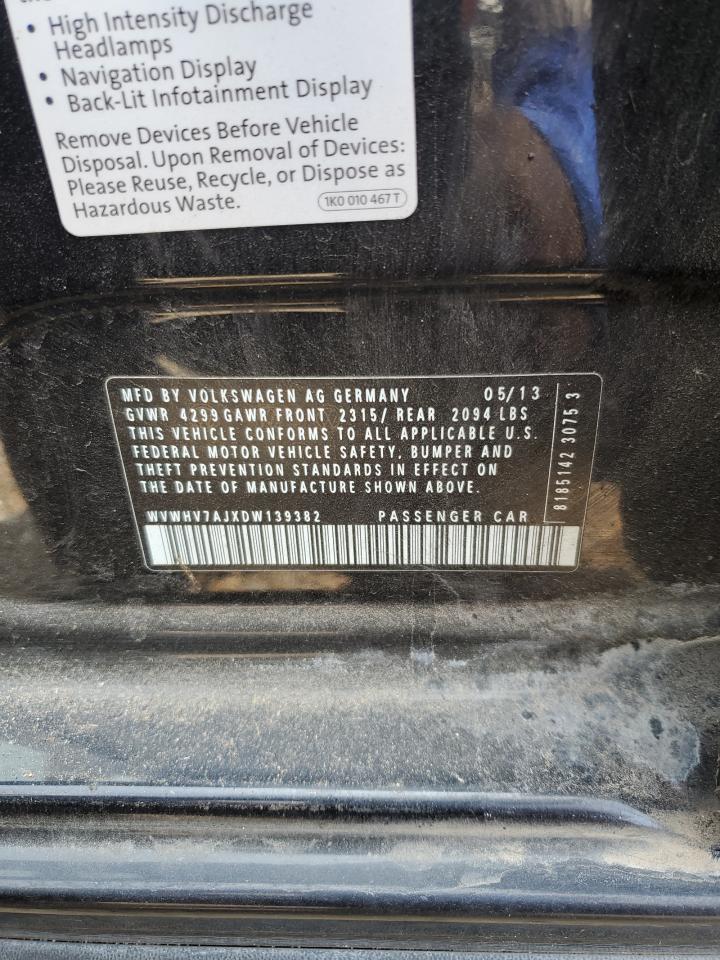 • High Intensity Discharge
Headlamps
• Navigation Display
• Back-Lit Infotainment Display
Remove Devices Before Vehicle
Disposal. Upon Removal of Devices:
Please Reuse, Recycle, or Dispose as
Hazardous Waste.
1K0 010 467 T
MFD BY VOLKSWAGEN AG GERMANY 05/13
GVWR 4299 GAWR FRONT 2315/ REAR 2094 LBS
THIS VEHICLE CONFORMS TO ALL APPLICABLE U.S.
FEDERAL MOTOR VEHICLE SAFETY, BUMPER AND
THEFT PREVENTION STANDARDS IN EFFECT ON
THE DATE OF MANUFACTURE SHOWN ABOVE.
WVWHV7AJXDW139382 PASSENGER CAR
8185142 3075 3